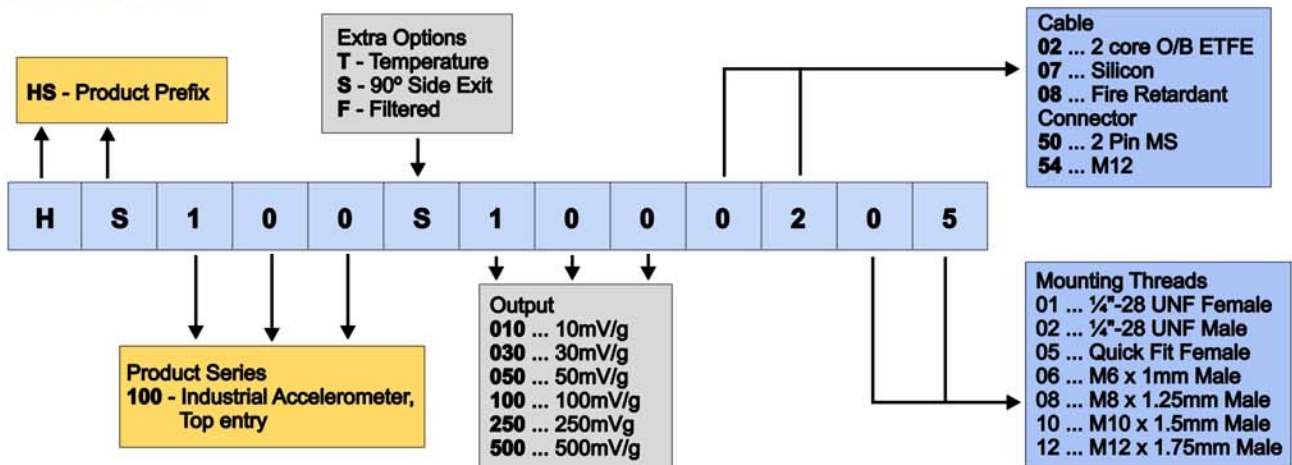 Extra Options
T - Temperature
S - 90º Side Exit
F - Filtered
HS - Product Prefix
Cable
02 ... 2 core O/B ETFE
07 ... Silicon
08 ... Fire Retardant
Connector
50 ... 2 Pin MS
54 ... M12
H S 1 0 0 S 1 0 0 0 2 0 5
Product Series
100 - Industrial Accelerometer,
Top entry
Output
010 ... 10mV/g
030 ... 30mV/g
050 ... 50mV/g
100 ... 100mV/g
250 ... 250mVg
500 ... 500mV/g
Mounting Threads
01 ... ¼"-28 UNF Female
02 ... ¼"-28 UNF Male
05 ... Quick Fit Female
06 ... M6 x 1mm Male
08 ... M8 x 1.25mm Male
10 ... M10 x 1.5mm Male
12 ... M12 x 1.75mm Male